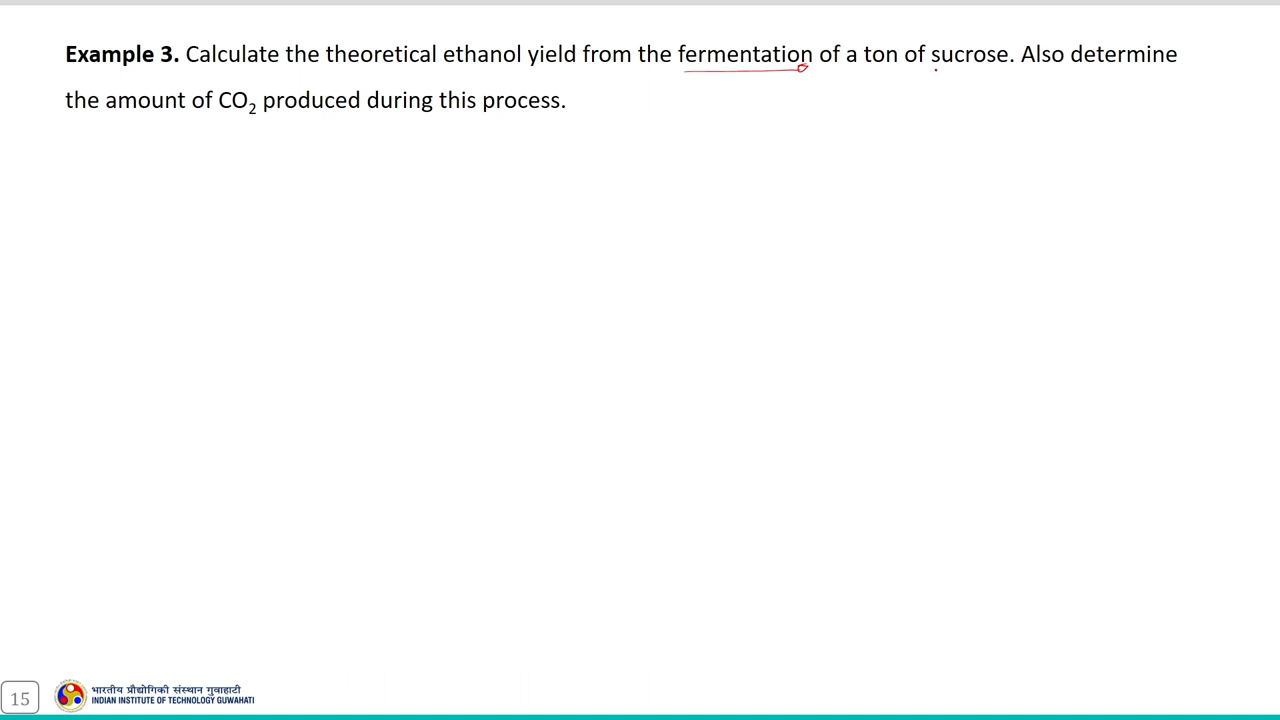 Example 3. Calculate the theoretical ethanol yield from the fermentation of a ton of sucrose. Also determine
the amount of CO₂ produced during this process.
15
भारतीय प्रौद्योगिकी संस्थान गुवाहाटी
INDIAN INSTITUTE OF TECHNOLOGY GUWAHATI